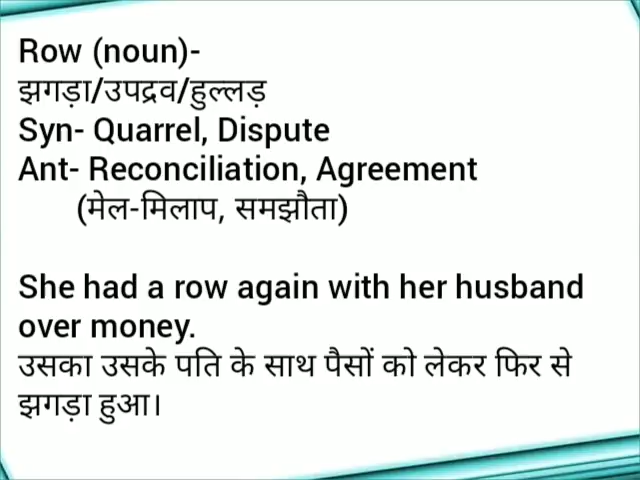 Row (noun)-
झगड़ा/उपद्रव/हुल्लड़
Syn- Quarrel, Dispute
Ant- Reconciliation, Agreement
(मेल-मिलाप, समझौता)
She had a row again with her husband
over money.
उसका उसके पति के साथ पैसों को लेकर फिर से
झगड़ा हुआ।